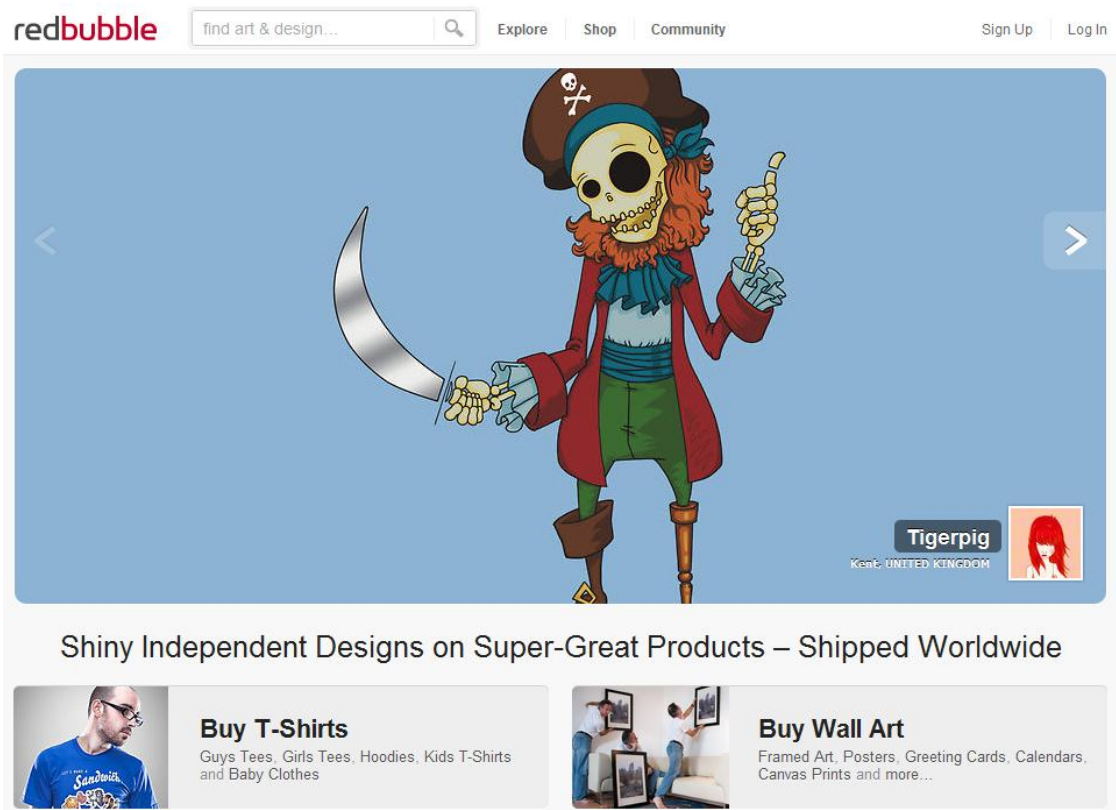 redbubble
find art & design...
Explore
Shop
Community
Sign Up
Log In
Tigerpig
Kent, UNITED KINGDOM
Shiny Independent Designs on Super-Great Products – Shipped Worldwide
Sandwich
Buy T-Shirts
Guys Tees, Girls Tees, Hoodies, Kids T-Shirts
and Baby Clothes
Buy Wall Art
Framed Art, Posters, Greeting Cards, Calendars,
Canvas Prints and more...